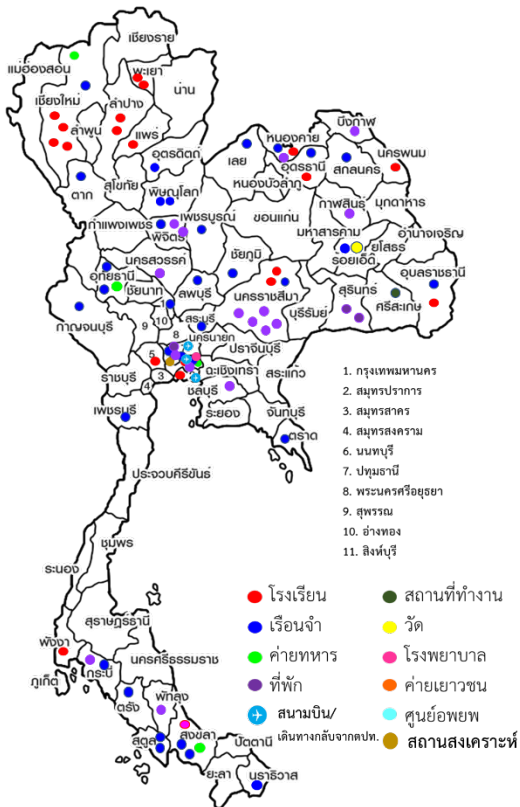 เชียงราย
แม่ฮ่องสอน
พะเยา
น่าน
เชียงใหม่
ลำปาง
ลำพูน
แพร่
บึงกาฬ
อุตรดิตถ์
เลย
หนองคาย
นครพนม
อุดรธานี
สกลนคร
ตาก
สุโขทัย
หนองบัวลำภู
พิษณุโลก
กาฬสินธุ์
มุกดาหาร
กำแพงเพชร
เพชรบูรณ์
ขอนแก่น
พิจิตร
มหาสารคาม
อำนาจเจริญ
ยโสธร
ชัยภูมิ
ร้อยเอ็ด
นครสวรรค์
อุทัยธานี
อุบลราชธานี
ชัยนาท
ลพบุรี
นครราชสีมา
สุรินทร์
บุรีรัมย์
ศรีสะเกษ
กาญจนบุรี
1
สระบุรี
9
10
8
นครนายก
ปราจีนบุรี
5
ฉะเชิงเทรา
สระแก้ว
ราชบุรี
3
4
ชลบุรี
ระยอง
จันทบุรี
เพชรบุรี
ตราด
ประจวบคีรีขันธ์
ชุมพร
ระนอง
สุราษฎร์ธานี
พังงา
นครศรีธรรมราช
ภูเก็ต
กระบี่
ตรัง
พัทลุง
สตูล
สงขลา
ปัตตานี
ยะลา
นราธิวาส
1. กรุงเทพมหานคร
2. สมุทรปราการ
3. สมุทรสาคร
4. สมุทรสงคราม
6. นนทบุรี
7. ปทุมธานี
8. พระนครศรีอยุธยา
9. สุพรรณ
10. อ่างทอง
11. สิงห์บุรี
โรงเรียน
เรือนจำ
ค่ายทหาร
ที่พัก
สนามบิน/
เดินทางกลับจากตปท.
สถานที่ทำงาน
วัด
โรงพยาบาล
ค่ายเยาวชน
ศูนย์อพยพ
สถานสงเคราะห์